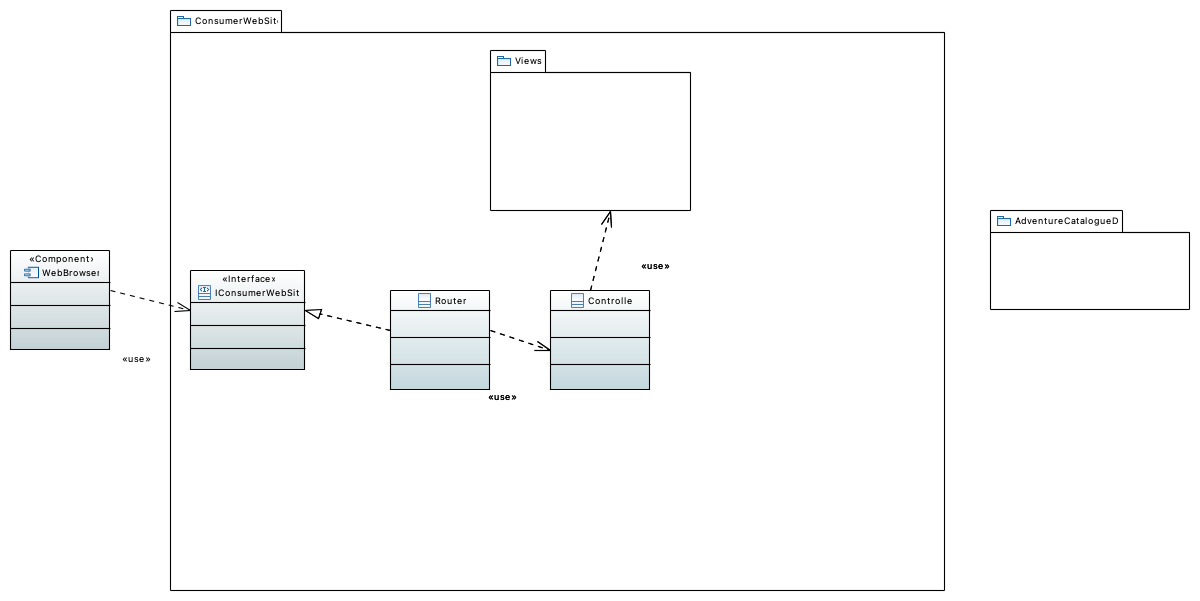 ConsumerWebSit
Views
AdventureCatalogueD
«Component»
WebBrowser
«Interface»
IConsumerWebSit
Router
Controlle
«use»
«use»
«use»